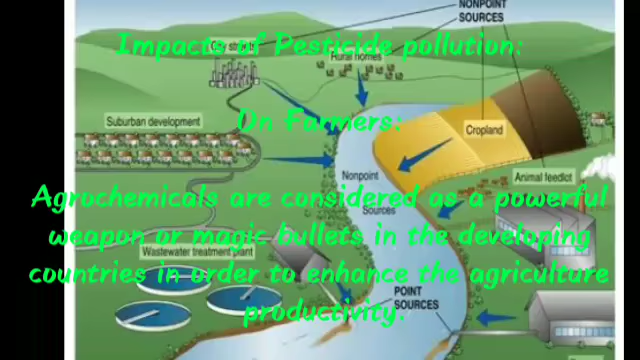 NONPOINT
SOURCES
Impacts of Pesticide pollution:
City streets
Rural homes
Suburban development
On Farmers:
Cropland
Nonpoint
Sources
Animal feedlot
Agrochemicals are considered as a powerful
weapon or magic bullets in the developing
countries in order to enhance the agriculture
productivity.
Wastewater treatment plant
POINT
SOURCES